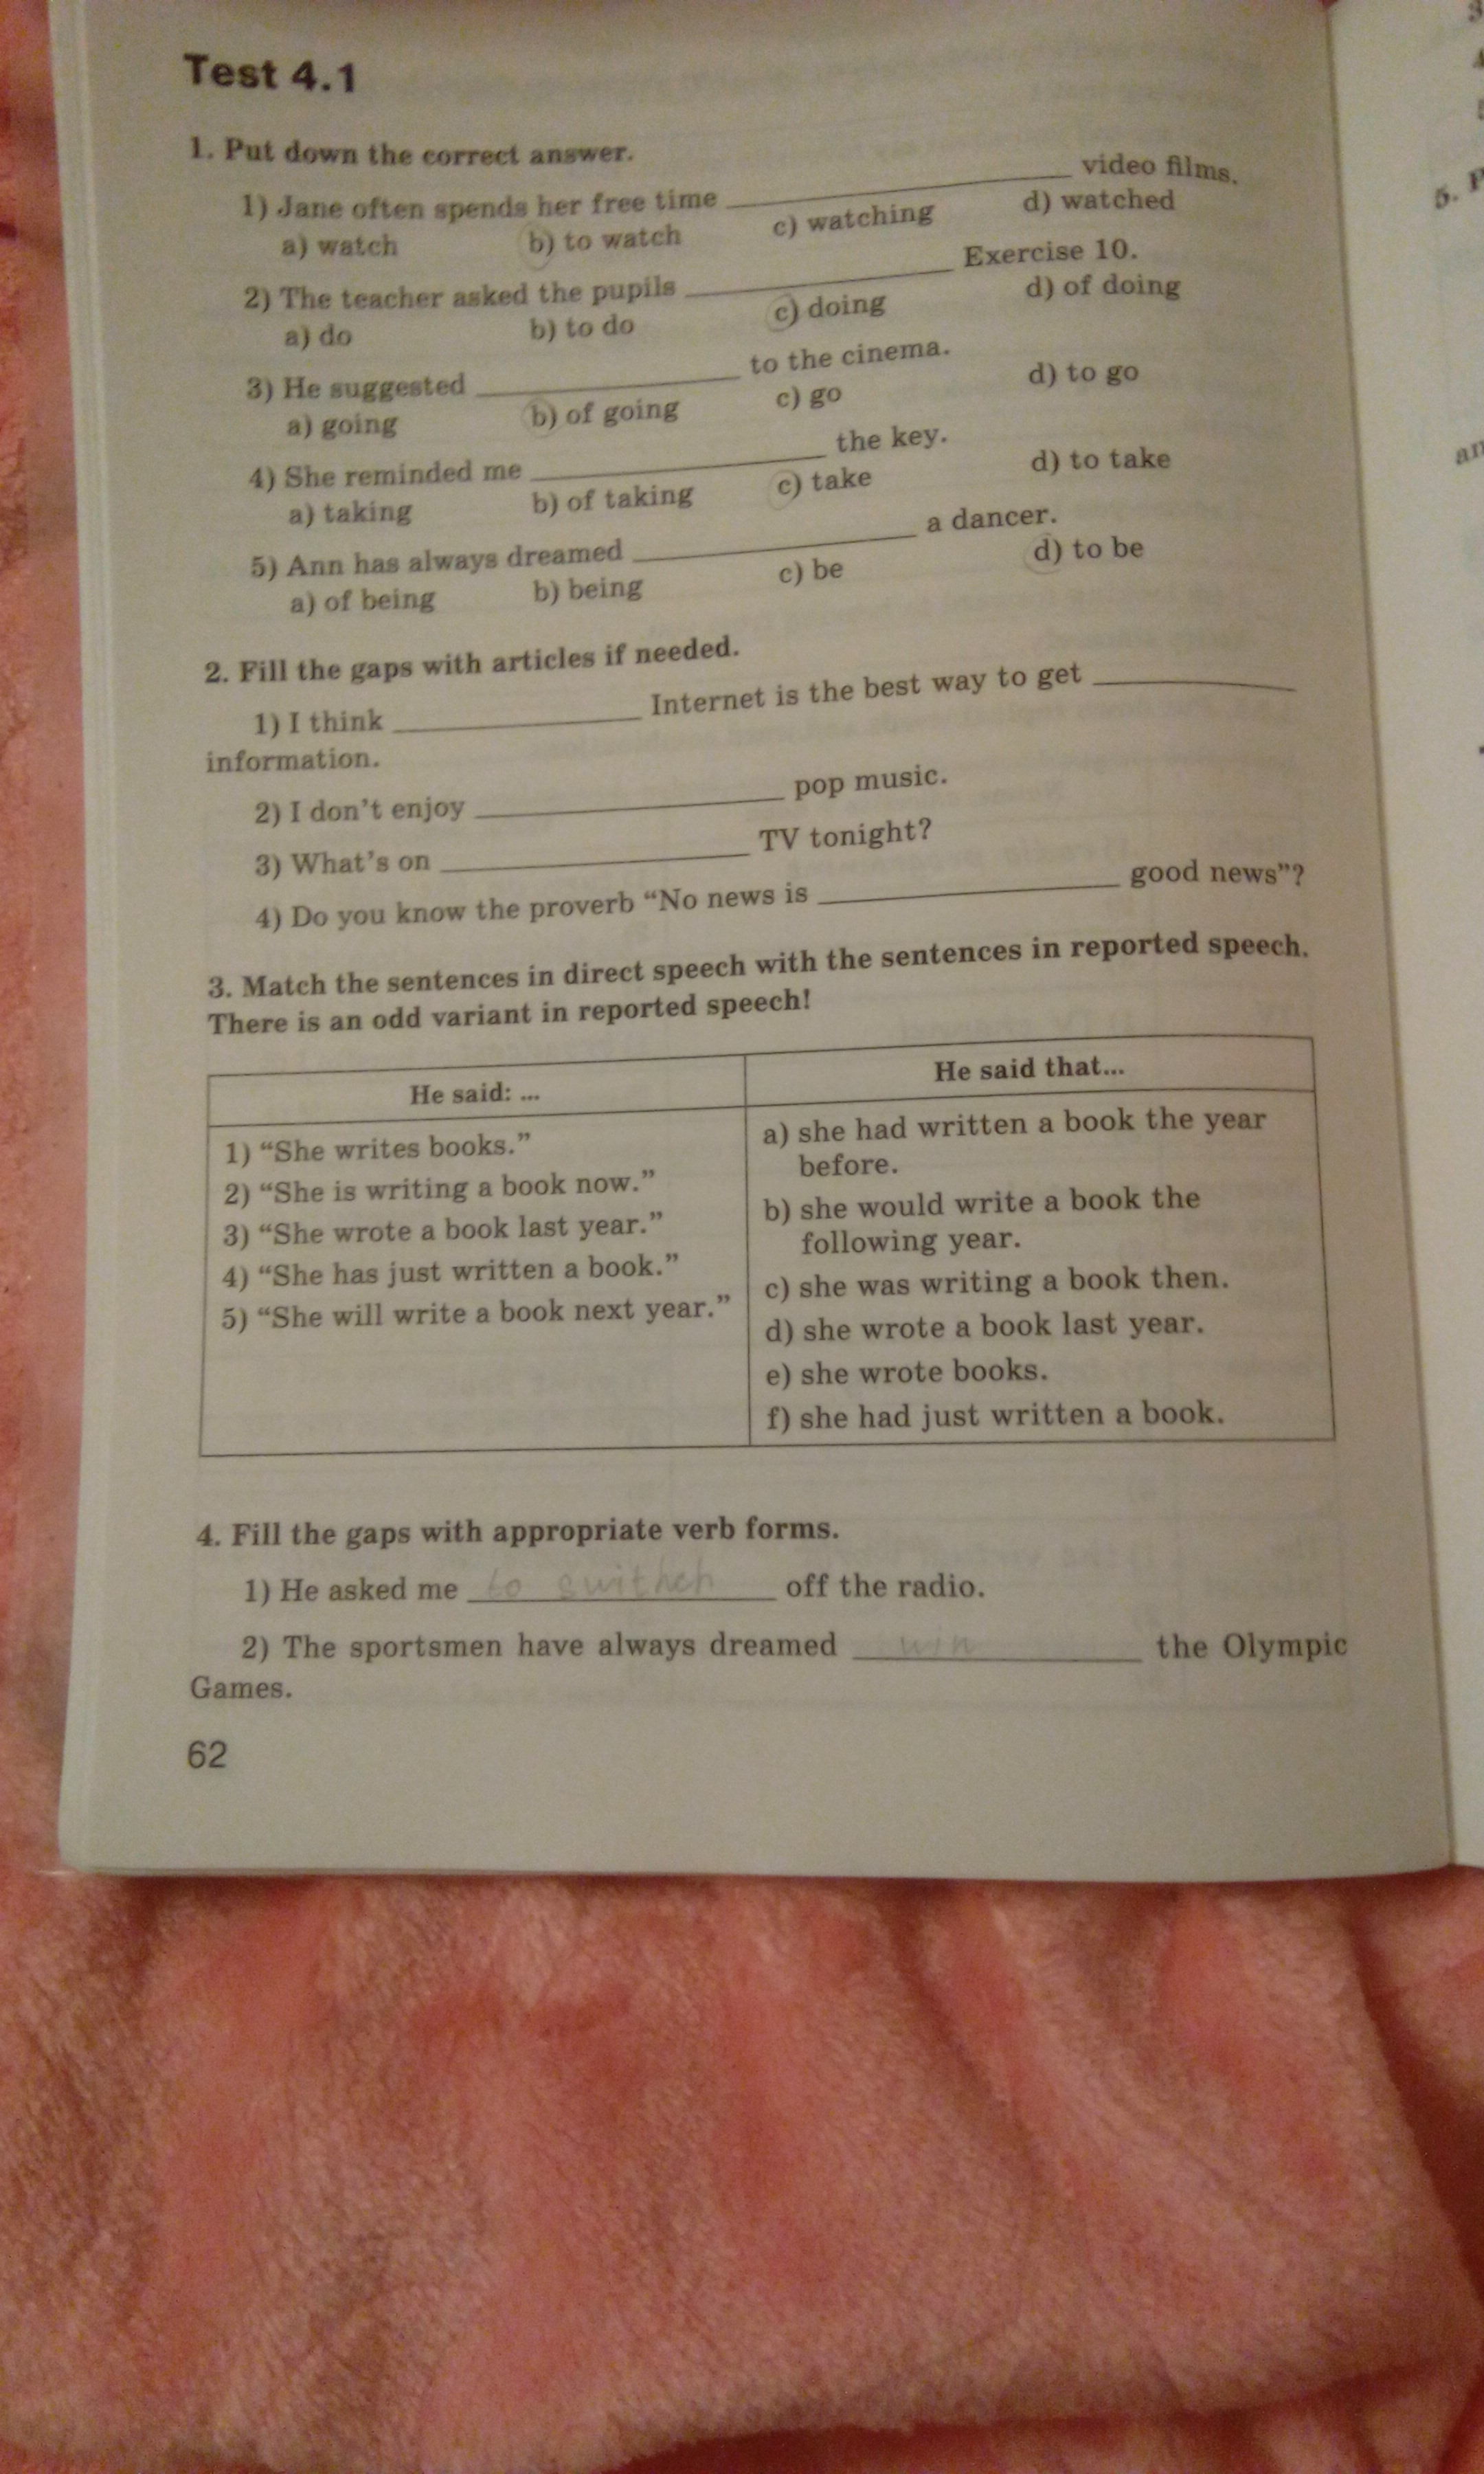 Test 4.1
1. Put down the correct answer.
1) Jane often spends her free time ____ video films.
a) watch b) to watch c) watching d) watched
2) The teacher asked the pupils ____ Exercise 10.
a) do b) to do c) doing d) of doing
3) He suggested ____ to the cinema.
a) going b) of going c) go d) to go
4) She reminded me ____ the key.
a) taking b) of taking c) take d) to take
5) Ann has always dreamed ____ a dancer.
a) of being b) being c) be d) to be
2. Fill the gaps with articles if needed.
1) I think ____ Internet is the best way to get ____
information.
2) I don't enjoy ____ pop music.
3) What's on ____ TV tonight?
4) Do you know the proverb “No news is ____ good news”?
3. Match the sentences in direct speech with the sentences in reported speech.
There is an odd variant in reported speech!
He said: ...
1) “She writes books.”
2) “She is writing a book now.”
3) “She wrote a book last year.”
4) “She has just written a book.”
5) “She will write a book next year.”
He said that...
a) she had written a book the year
before.
b) she would write a book the
following year.
c) she was writing a book then.
d) she wrote a book last year.
e) she wrote books.
f) she had just written a book.
4. Fill the gaps with appropriate verb forms.
1) He asked me to off the radio.
2) The sportsmen have always dreamed win the Olympic
Games.
62